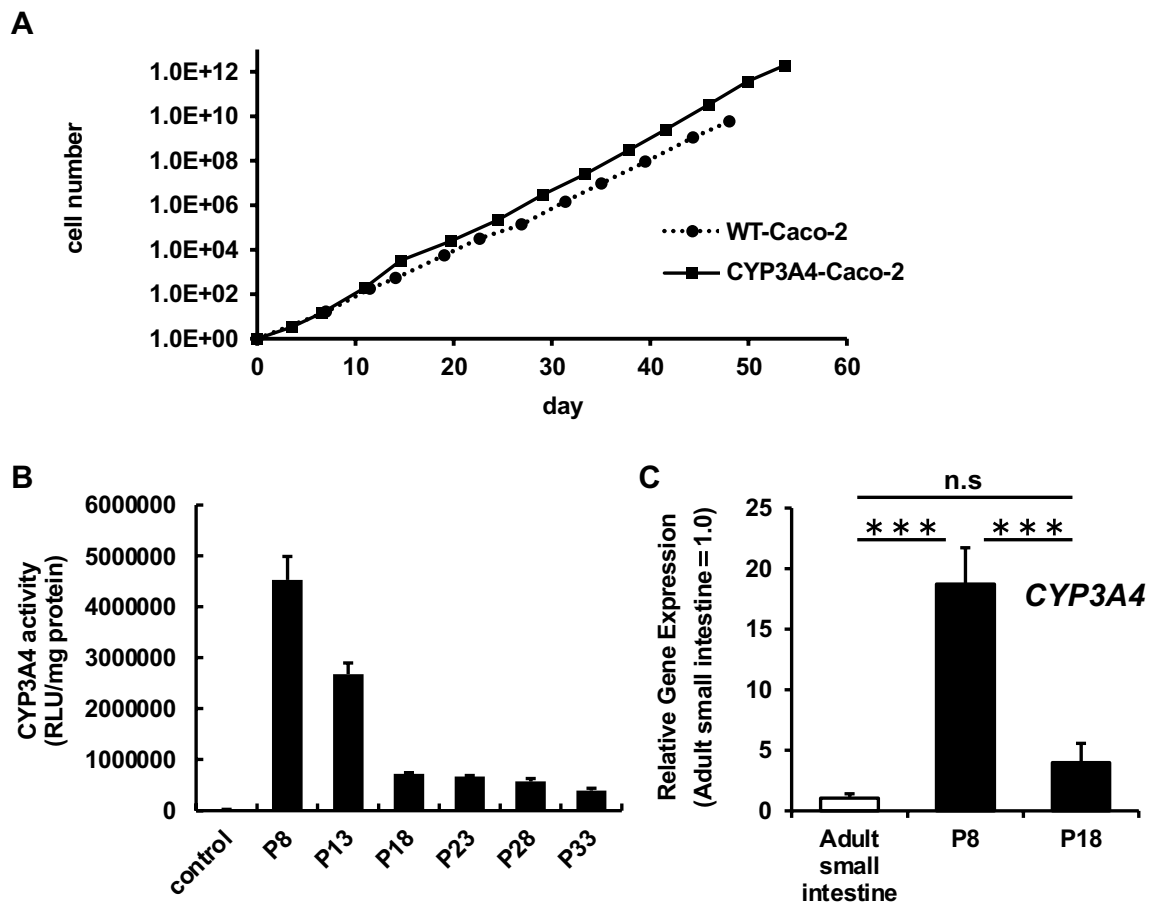 A
cell number
1.0E+12
1.0E+10
1.0E+08
1.0E+06
1.0E+04
1.0E+02
1.0E+00
0 10 20 30 40 50 60
day
WT-Caco-2
CYP3A4-Caco-2
B
CYP3A4 activity
(RLU/mg protein)
6000000
5000000
4000000
3000000
2000000
1000000
0
control P8 P13 P18 P23 P28 P33
C
Relative Gene Expression
(Adult small intestine = 1.0)
25
20
15
10
5
0
n.s
*** ***
CYP3A4
Adult small intestine P8 P18